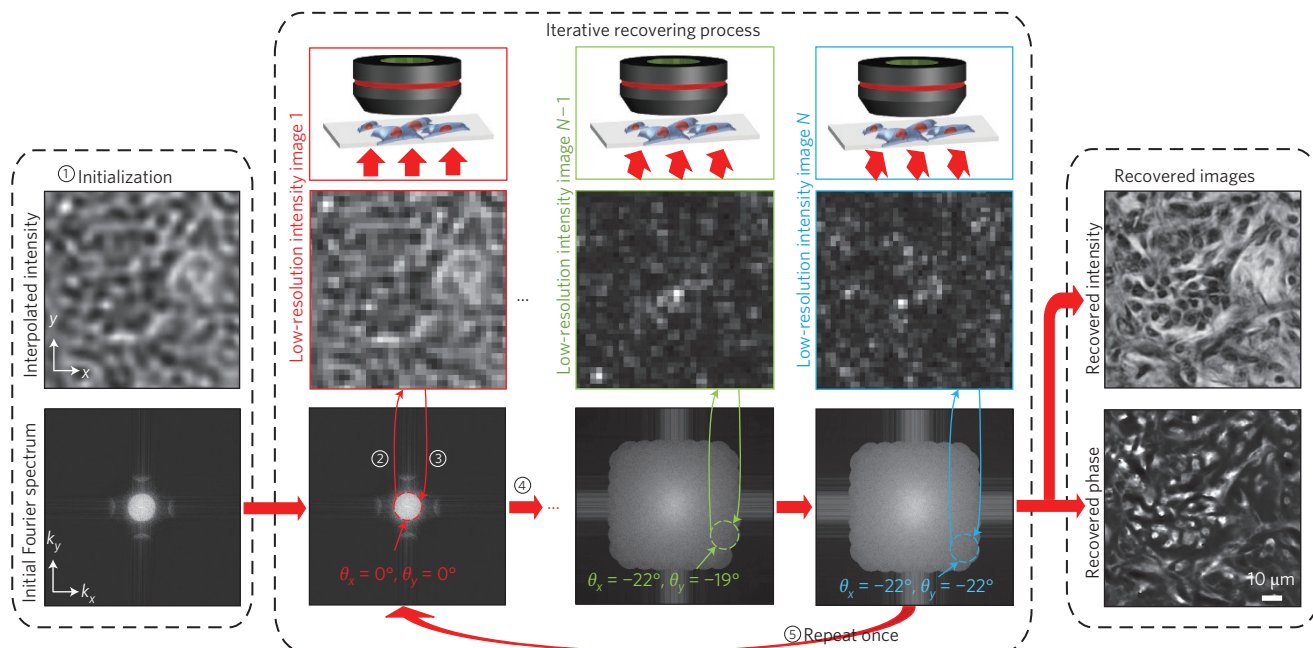 Iterative recovering process
① Initialization
Interpolated intensity
y
x
Initial Fourier spectrum
k_y
k_x
Low-resolution intensity image 1
②
③
θ_x = 0°, θ_y = 0°
④
...
...
Low-resolution intensity image N – 1
θ_x = −22°, θ_y = −19°
Low-resolution intensity image N
θ_x = −22°, θ_y = −22°
⑤ Repeat once
Recovered images
Recovered intensity
Recovered phase
10 μm